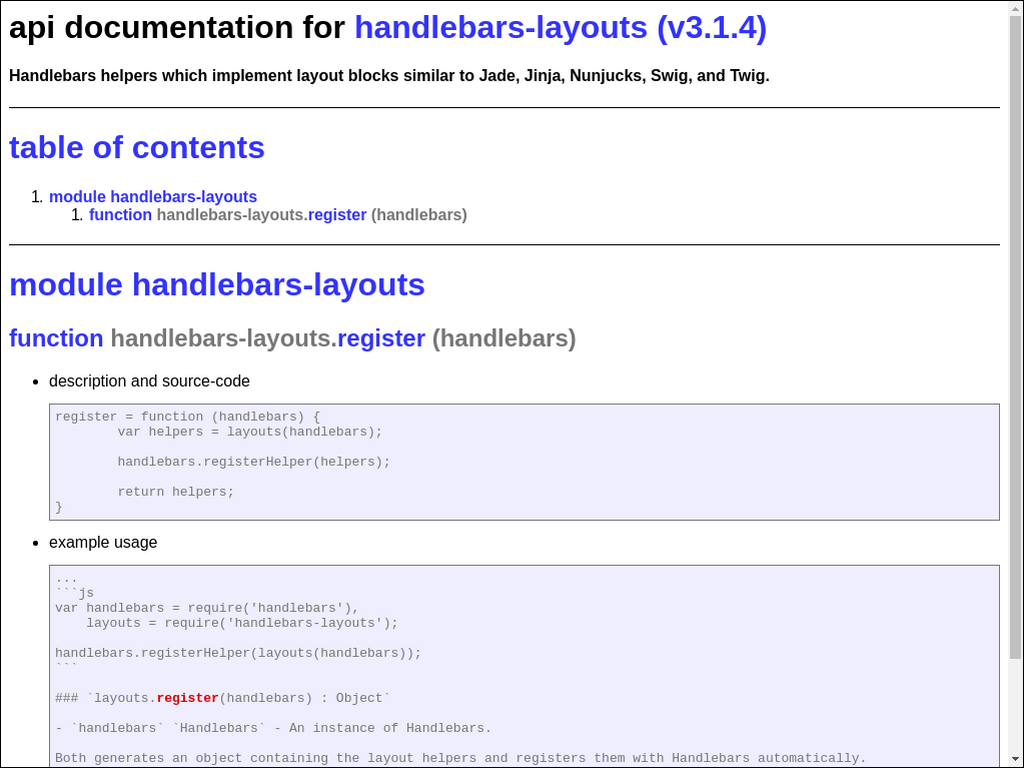 api documentation for handlebars-layouts (v3.1.4)
Handlebars helpers which implement layout blocks similar to Jade, Jinja, Nunjucks, Swig, and Twig.
table of contents
1. module handlebars-layouts
1. function handlebars-layouts.register (handlebars)
module handlebars-layouts
function handlebars-layouts.register (handlebars)
• description and source-code
register = function (handlebars) {
        var helpers = layouts(handlebars);
        handlebars.registerHelper(helpers);
        return helpers;
}
• example usage
...
```js
var handlebars = require('handlebars'),
    layouts = require('handlebars-layouts');
handlebars.registerHelper(layouts(handlebars));
```
### `layouts.register(handlebars) : Object`
- `handlebars` `Handlebars` - An instance of Handlebars.
Both generates an object containing the layout helpers and registers them with Handlebars automatically.